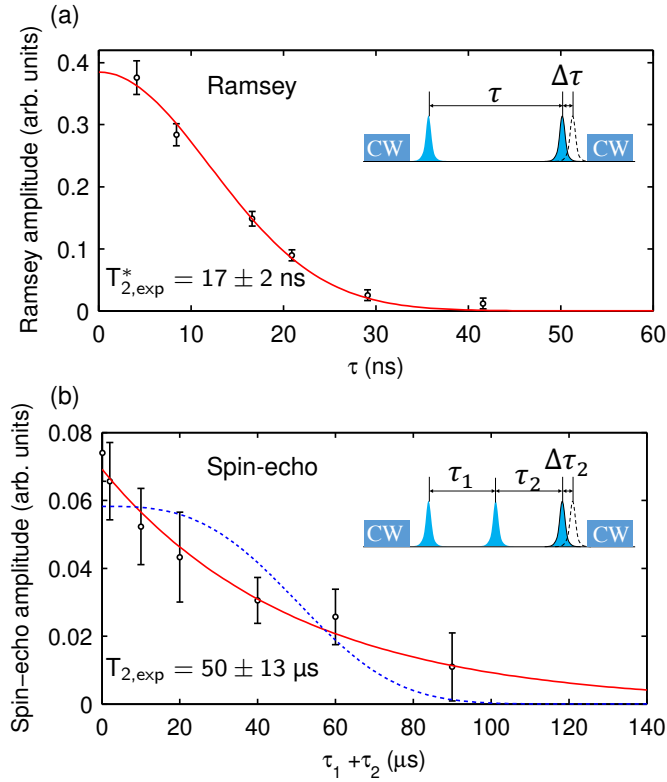 (a)
Ramsey amplitude (arb. units)
0.4
0.3
0.2
0.1
0
Ramsey
τ
Δτ
CW
CW
T*2,exp = 17 ± 2 ns
0 10 20 30 40 50 60
τ (ns)
(b)
Spin−echo amplitude (arb. units)
0.08
0.06
0.04
0.02
0
Spin-echo
τ1
τ2
Δτ2
CW
CW
T2,exp = 50 ± 13 μs
0 20 40 60 80 100 120 140
τ1 +τ2 (μs)